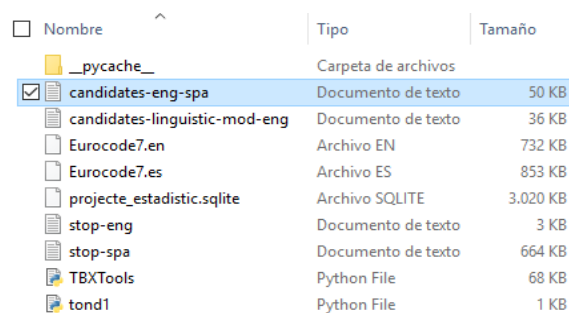 Nombre Tipo Tamaño
__pycache__ Carpeta de archivos
candidates-eng-spa Documento de texto 50 KB
candidates-linguistic-mod-eng Documento de texto 36 KB
Eurocode7.en Archivo EN 732 KB
Eurocode7.es Archivo ES 853 KB
projecte_estadistic.sqlite Archivo SQLITE 3.020 KB
stop-eng Documento de texto 3 KB
stop-spa Documento de texto 664 KB
TBXTools Python File 68 KB
tond1 Python File 1 KB